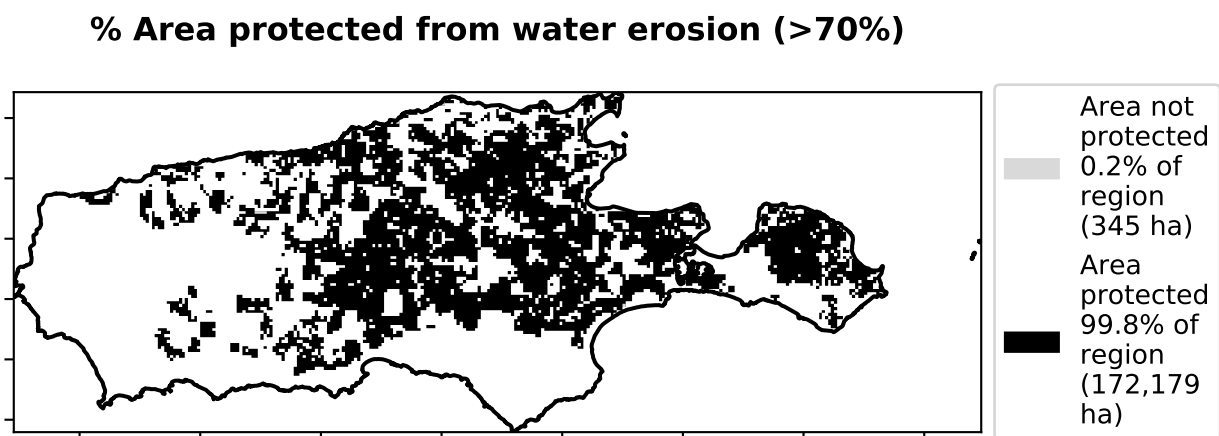 % Area protected from water erosion (>70%)
Area not
protected
0.2% of
region
(345 ha)
Area
protected
99.8% of
region
(172,179
ha)